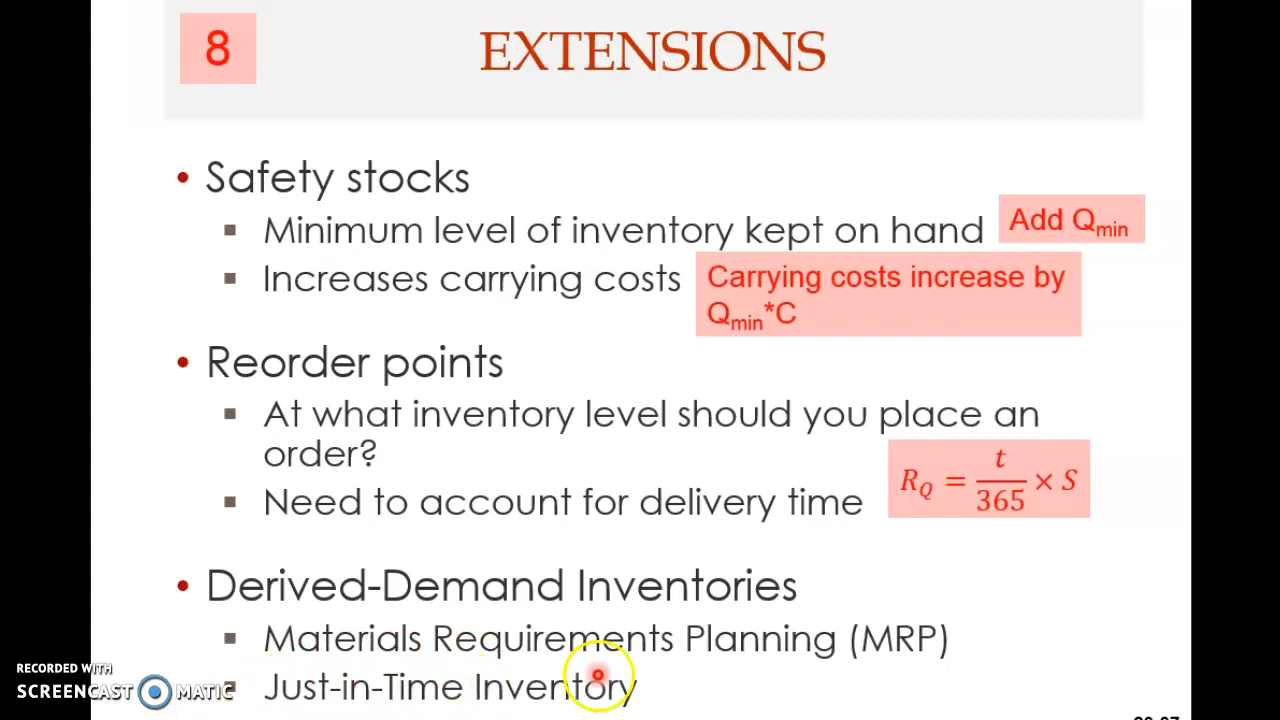 8
EXTENSIONS
• Safety stocks
▪ Minimum level of inventory kept on hand
Add Qmin
▪ Increases carrying costs
Carrying costs increase by
Qmin*C
• Reorder points
▪ At what inventory level should you place an
order?
▪ Need to account for delivery time
R_Q = t/365 × S
• Derived-Demand Inventories
▪ Materials Requirements Planning (MRP)
▪ Just-in-Time Inventory
RECORDED WITH
SCREENCAST MATIC